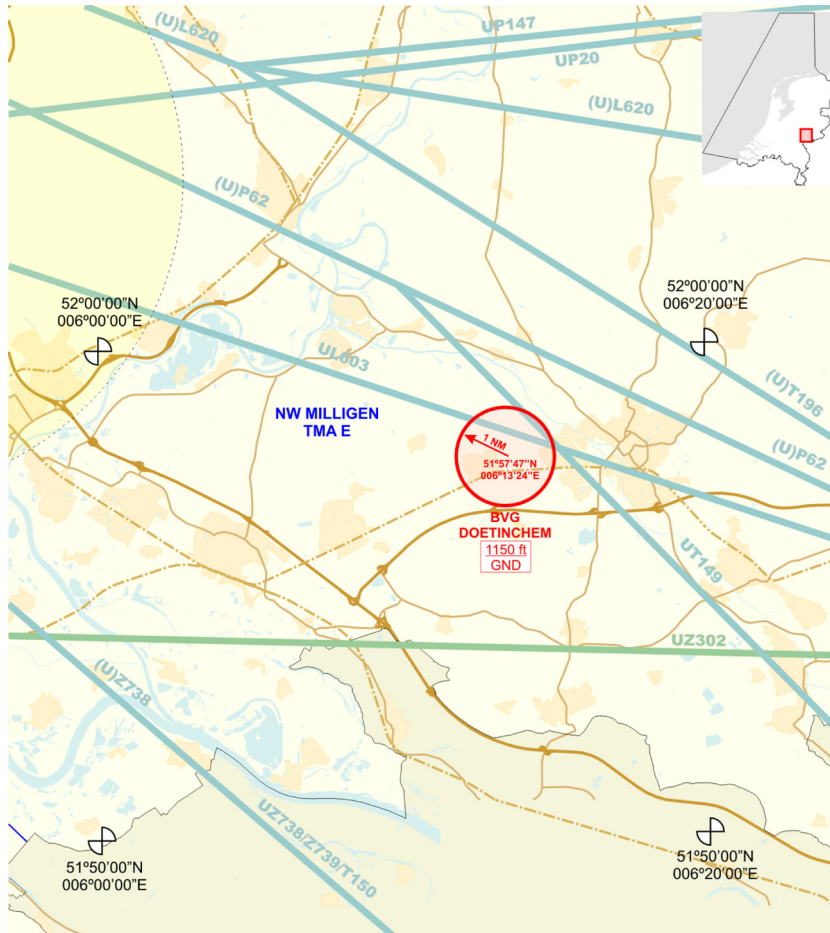 (U)L620
UP147
UP20
(U)L620
(U)P62
52º00'00"N
006º00'00"E
52º00'00"N
006º20'00"E
UL603
NW MILLIGEN
TMA E
(U)T196
1 NM
51º57'47"N
006º13'24"E
(U)P62
BVG
DOETINCHEM
1150 ft
GND
UT149
UZ302
(U)Z738
UZ738/Z739/T150
51º50'00"N
006º00'00"E
51º50'00"N
006º20'00"E